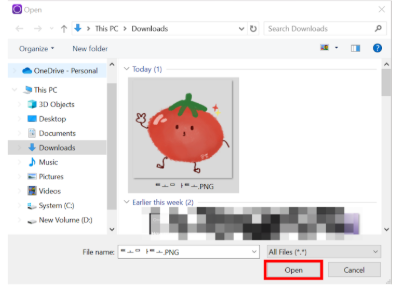 Open
This PC
Downloads
Search Downloads
Organize
New folder
OneDrive - Personal
This PC
3D Objects
Desktop
Documents
Downloads
Music
Pictures
Videos
System (C:)
New Volume (D:)
Today (1)
.PNG
Earlier this week (2)
File name:
.PNG
All Files (*.*)
Open
Cancel